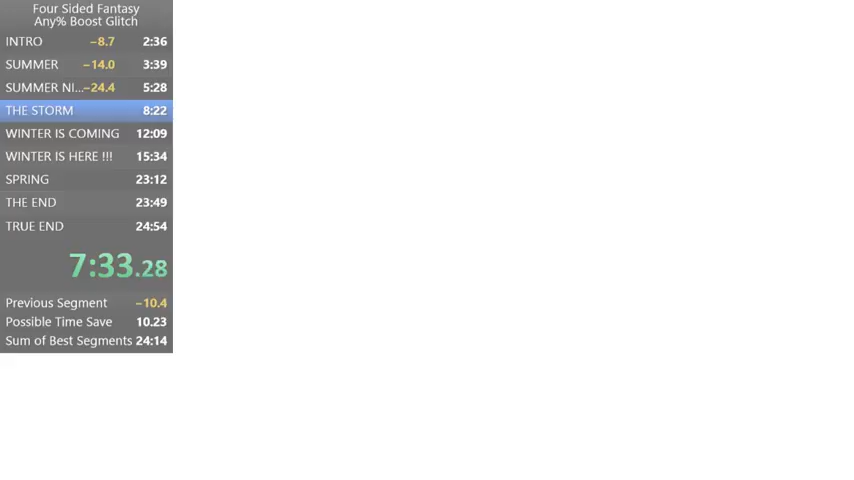 Four Sided Fantasy
Any% Boost Glitch
INTRO −8.7 2:36
SUMMER −14.0 3:39
SUMMER NI...−24.4 5:28
THE STORM 8:22
WINTER IS COMING 12:09
WINTER IS HERE !!! 15:34
SPRING 23:12
THE END 23:49
TRUE END 24:54
7:33.28
Previous Segment −10.4
Possible Time Save 10.23
Sum of Best Segments 24:14